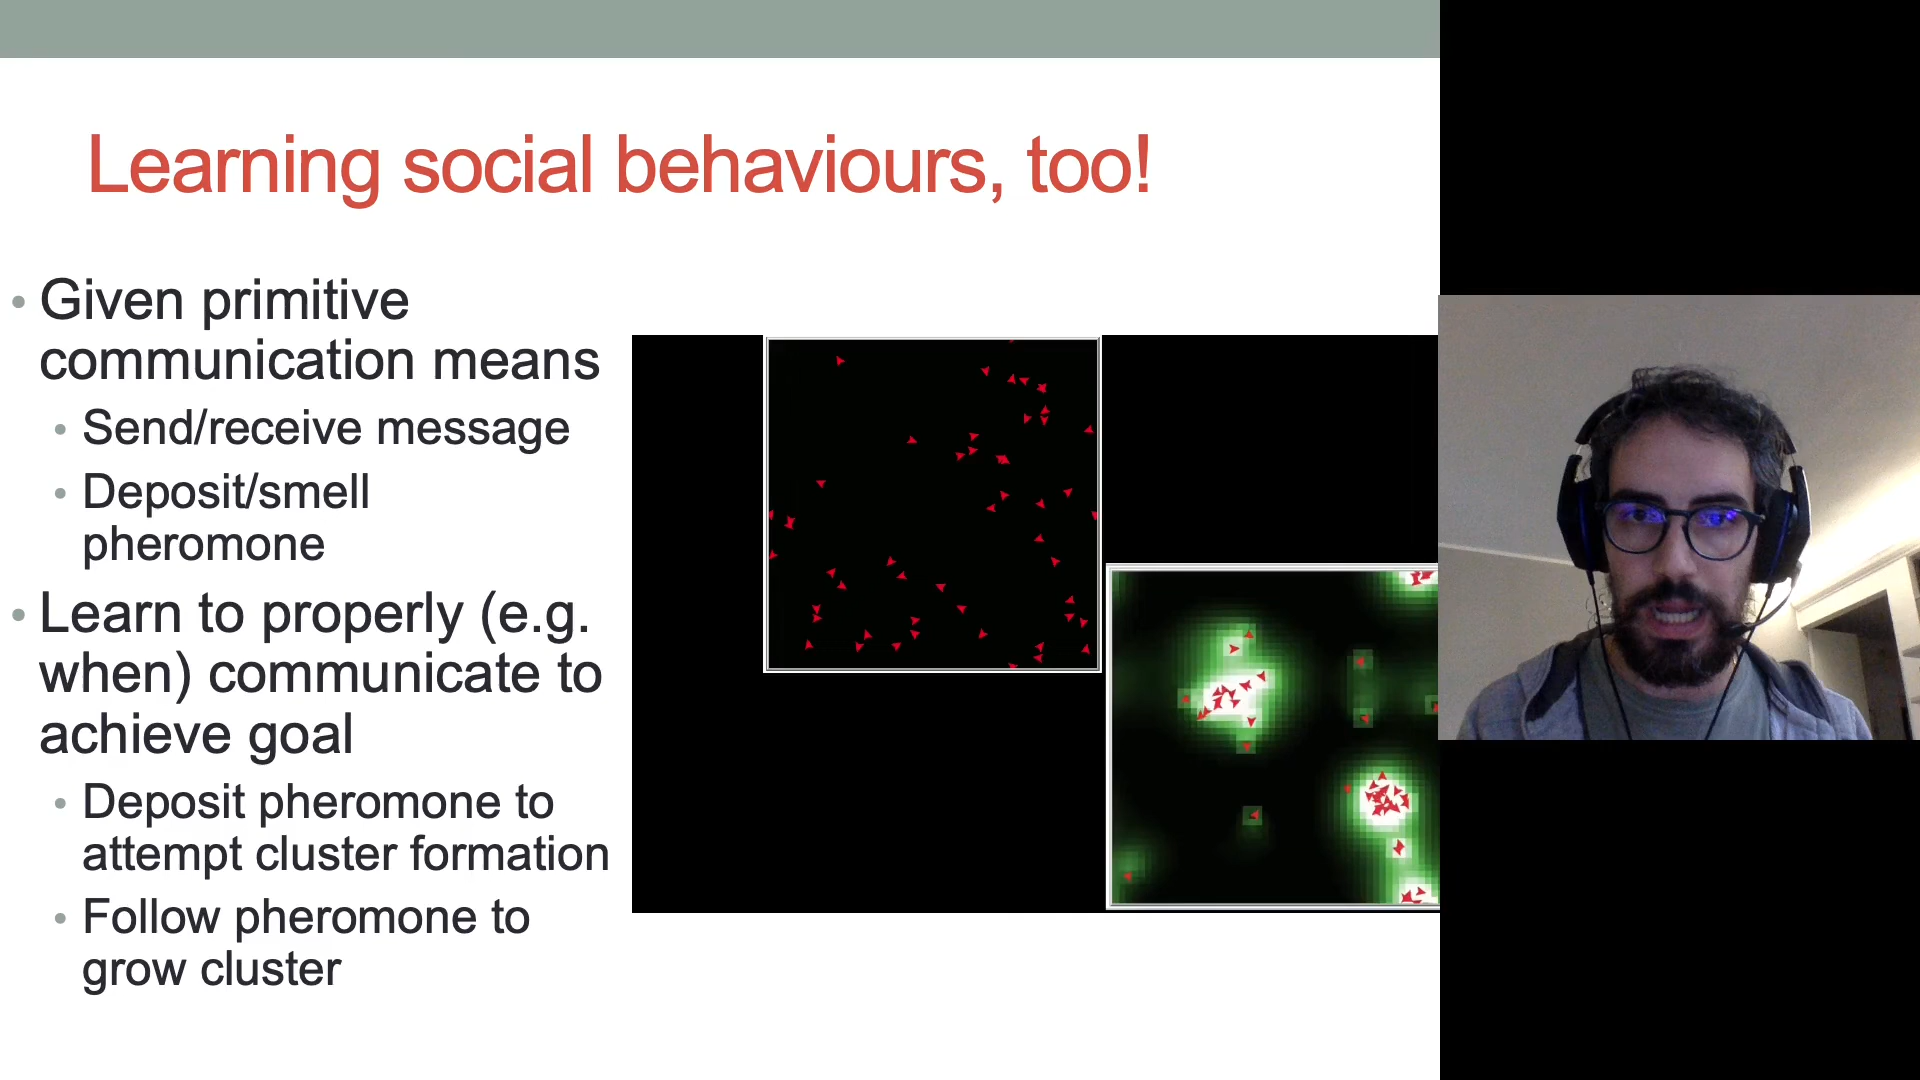 Learning social behaviours, too!
• Given primitive
communication means
• Send/receive message
• Deposit/smell
pheromone
• Learn to properly (e.g.
when) communicate to
achieve goal
• Deposit pheromone to
attempt cluster formation
• Follow pheromone to
grow cluster